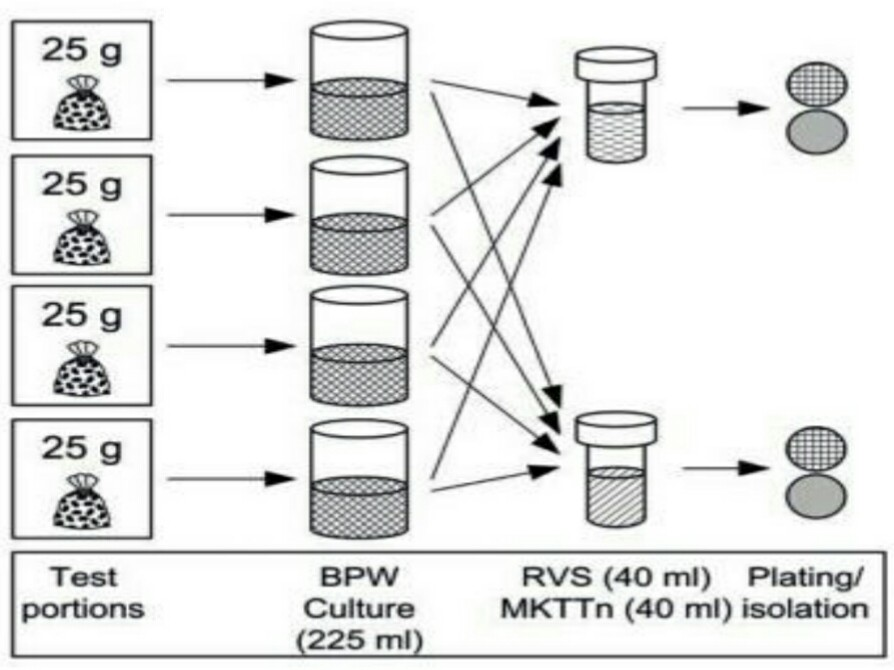 25 g
25 g
25 g
25 g
Test
portions
BPW
Culture
(225 ml)
RVS (40 ml)
MKTTn (40 ml)
Plating/
isolation